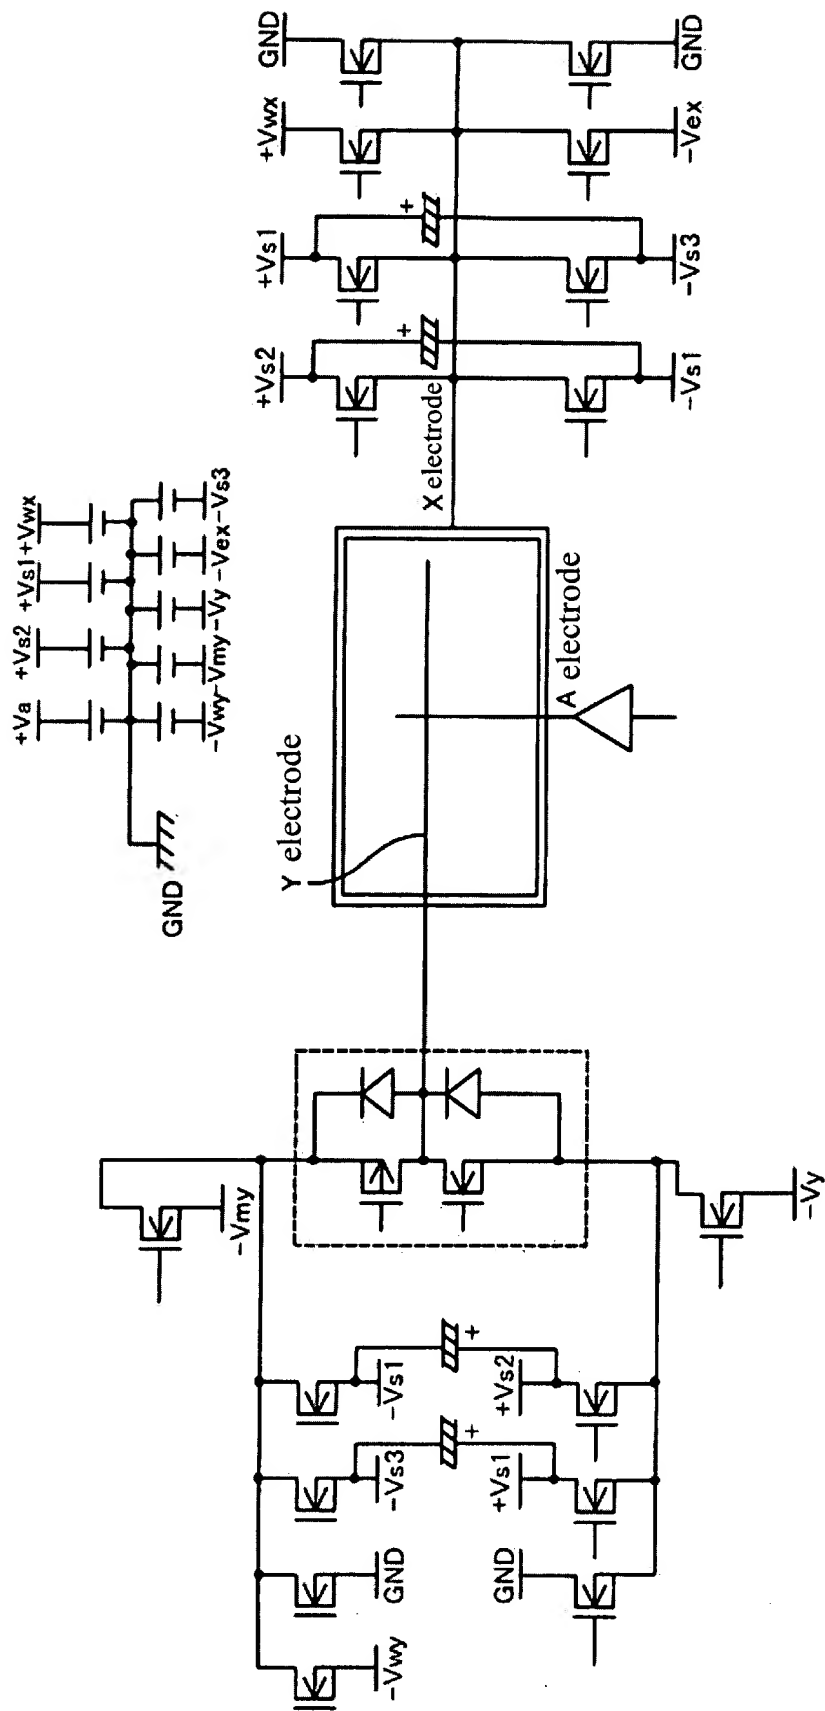 GND
GND
+Vwx
-Vex
+Vs1
+
-Vs3
+Vs2
+
-Vs1
X electrode
+Va
+Vs2
+Vs1
+Vwx
-Vwy
-Vmy
-Vy
-Vex
-Vs3
GND
Y electrode
A electrode
-Vmy
-Vy
-Vs1
+
+Vs2
-Vs3
+
+Vs1
GND
GND
-Vwy